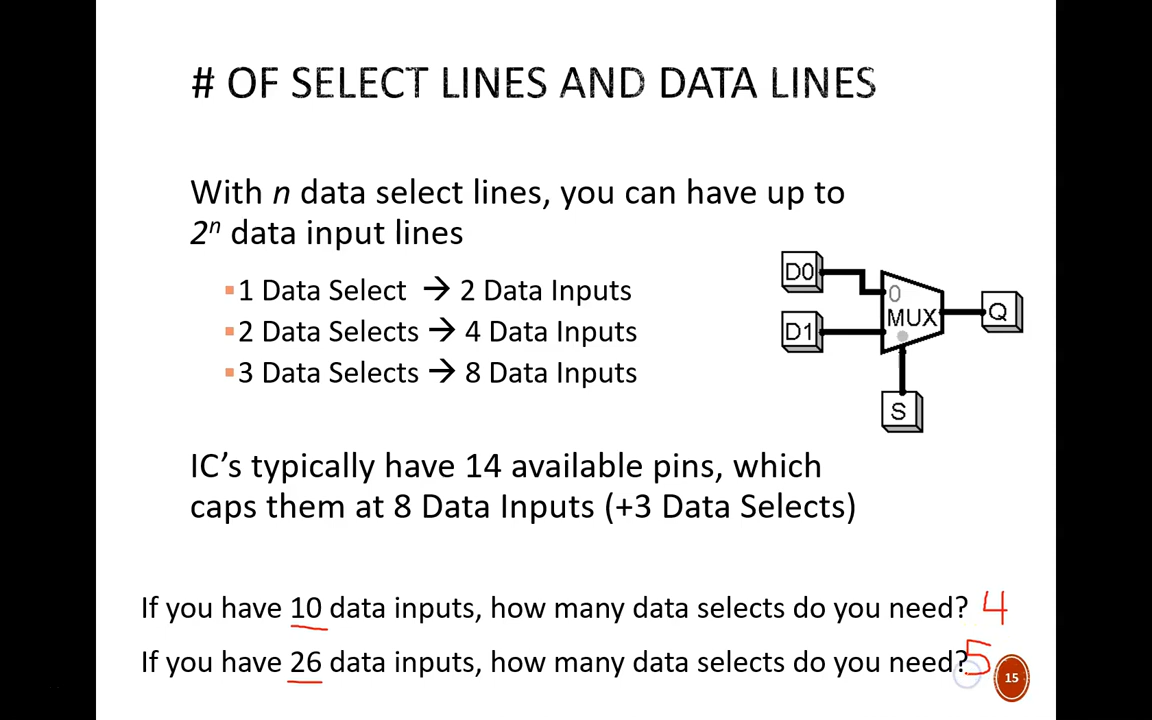 # OF SELECT LINES AND DATA LINES
With n data select lines, you can have up to
2ⁿ data input lines
▪1 Data Select → 2 Data Inputs
▪2 Data Selects → 4 Data Inputs
▪3 Data Selects → 8 Data Inputs
D0
0
MUX
Q
D1
S
IC's typically have 14 available pins, which
caps them at 8 Data Inputs (+3 Data Selects)
If you have 10 data inputs, how many data selects do you need? 4
If you have 26 data inputs, how many data selects do you need? 5
15